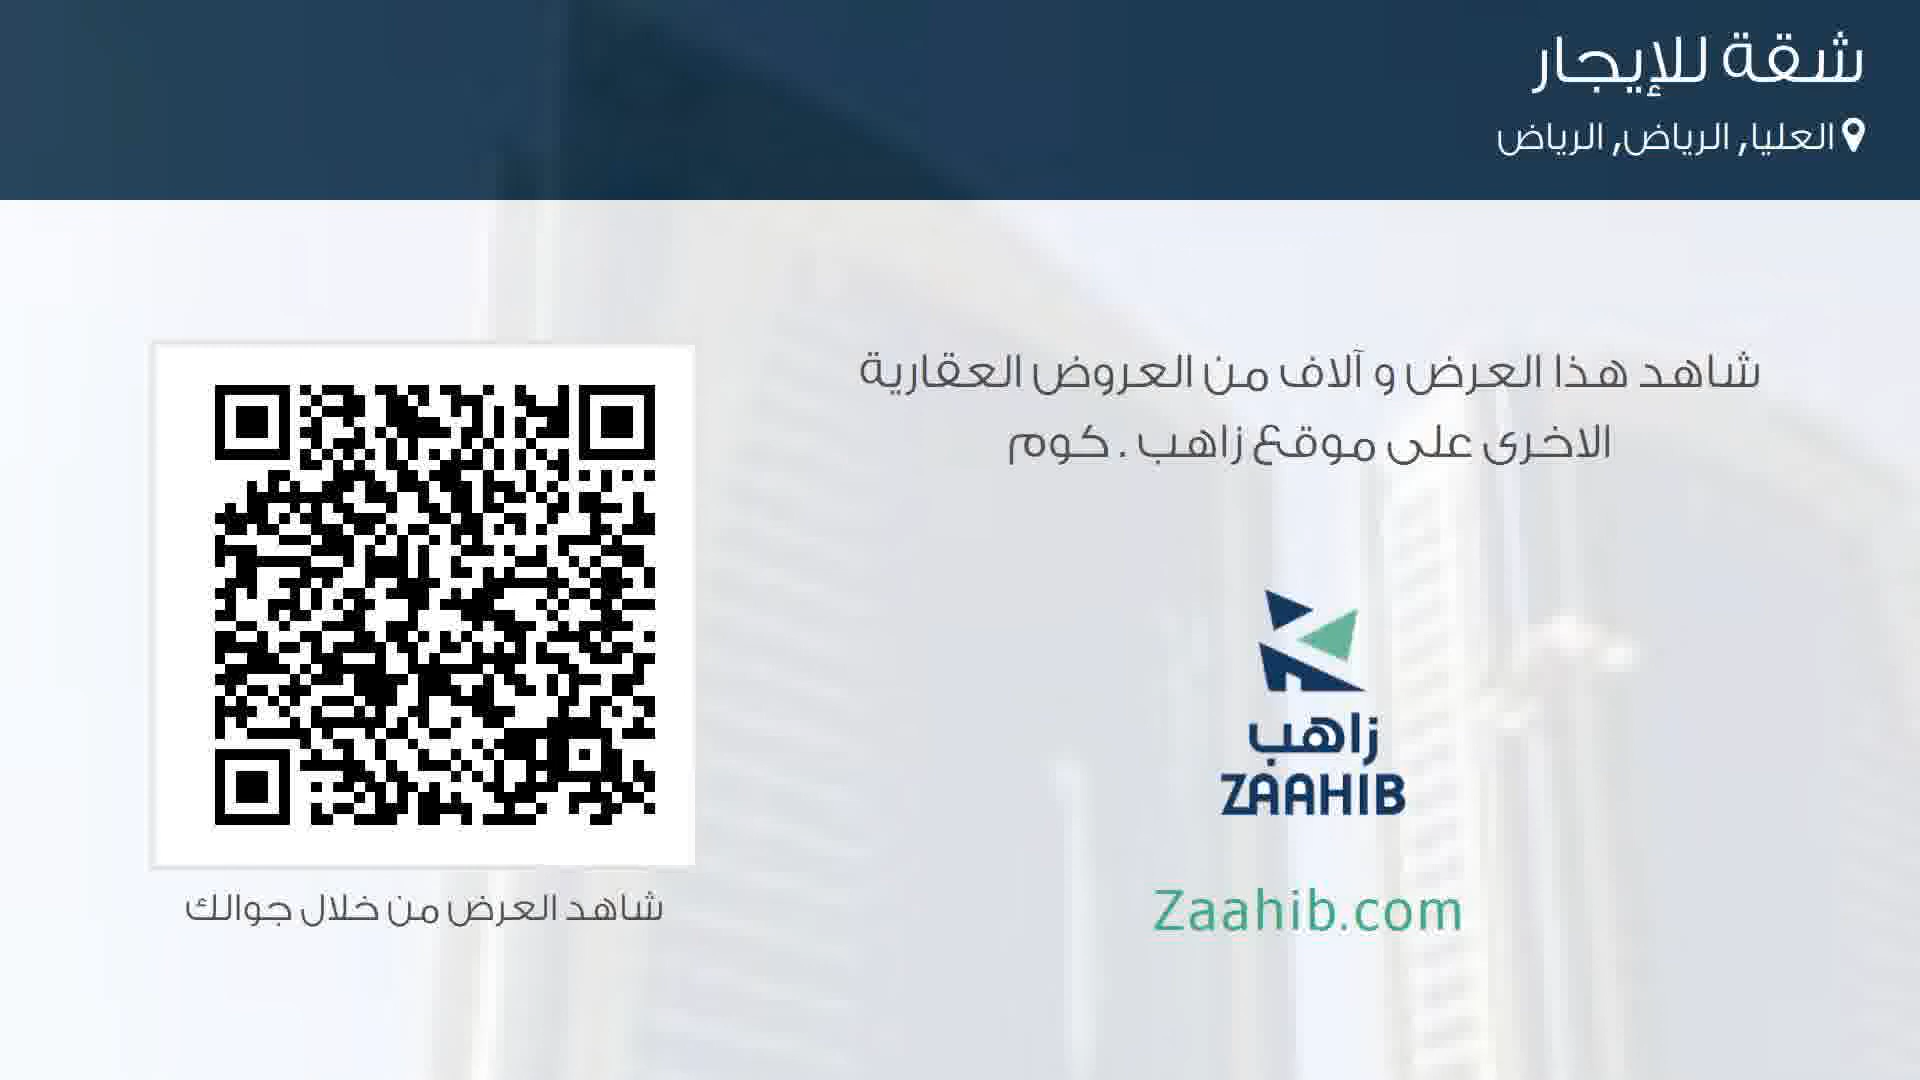 شقة للإيجار
العليا, الرياض, الرياض
شاهد هذا العرض و آلاف من العروض العقارية
الاخرى على موقع زاهب . كوم
زاهب
ZAAHIB
Zaahib.com
شاهد العرض من خلال جوالك